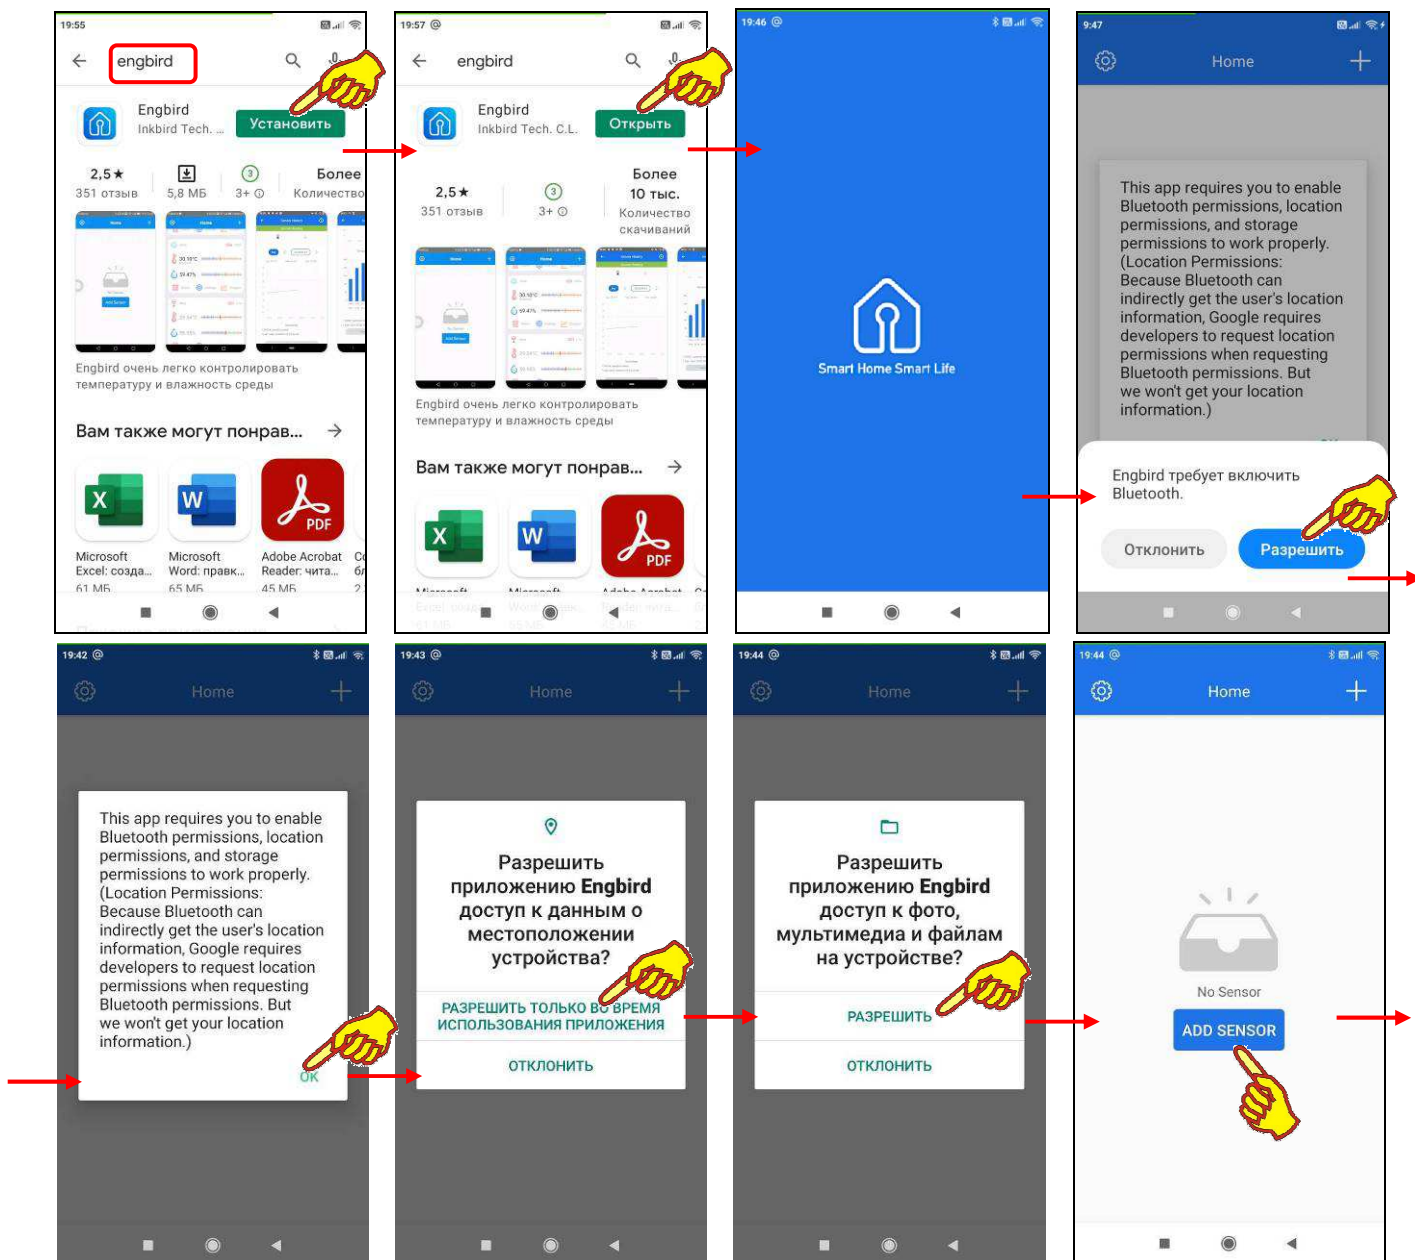 19:55
engbird
Engbird
Inkbird Tech. ...
Установить
2,5★
351 отзыв
5,8 МБ
3
3+
Более
Количество
Engbird очень легко контролировать
температуру и влажность среды
Вам также могут понрав...
X
W
PDF
Microsoft
Excel: созда...
61 МБ
Microsoft
Word: правк...
65 МБ
Adobe Acrobat
Reader: чита...
45 МБ
19:57 @
engbird
Engbird
Inkbird Tech. C.L.
Открыть
2,5★
351 отзыв
3
3+
Более
10 тыс.
Количество
скачиваний
Engbird очень легко контролировать
температуру и влажность среды
Вам также могут понрав...
X
W
PDF
19:46 @
Smart Home Smart Life
9:47
Home
This app requires you to enable
Bluetooth permissions, location
permissions, and storage
permissions to work properly.
(Location Permissions:
Because Bluetooth can
indirectly get the user's location
information, Google requires
developers to request location
permissions when requesting
Bluetooth permissions. But
we won't get your location
information.)
Engbird требует включить
Bluetooth.
Отклонить
Разрешить
19:42 @
Home
This app requires you to enable
Bluetooth permissions, location
permissions, and storage
permissions to work properly.
(Location Permissions:
Because Bluetooth can
indirectly get the user's location
information, Google requires
developers to request location
permissions when requesting
Bluetooth permissions. But
we won't get your location
information.)
OK
19:43 @
Home
Разрешить
приложению Engbird
доступ к данным о
местоположении
устройства?
РАЗРЕШИТЬ ТОЛЬКО ВО ВРЕМЯ
ИСПОЛЬЗОВАНИЯ ПРИЛОЖЕНИЯ
ОТКЛОНИТЬ
19:44 @
Home
Разрешить
приложению Engbird
доступ к фото,
мультимедиа и файлам
на устройстве?
РАЗРЕШИТЬ
ОТКЛОНИТЬ
19:44 @
Home
No Sensor
ADD SENSOR